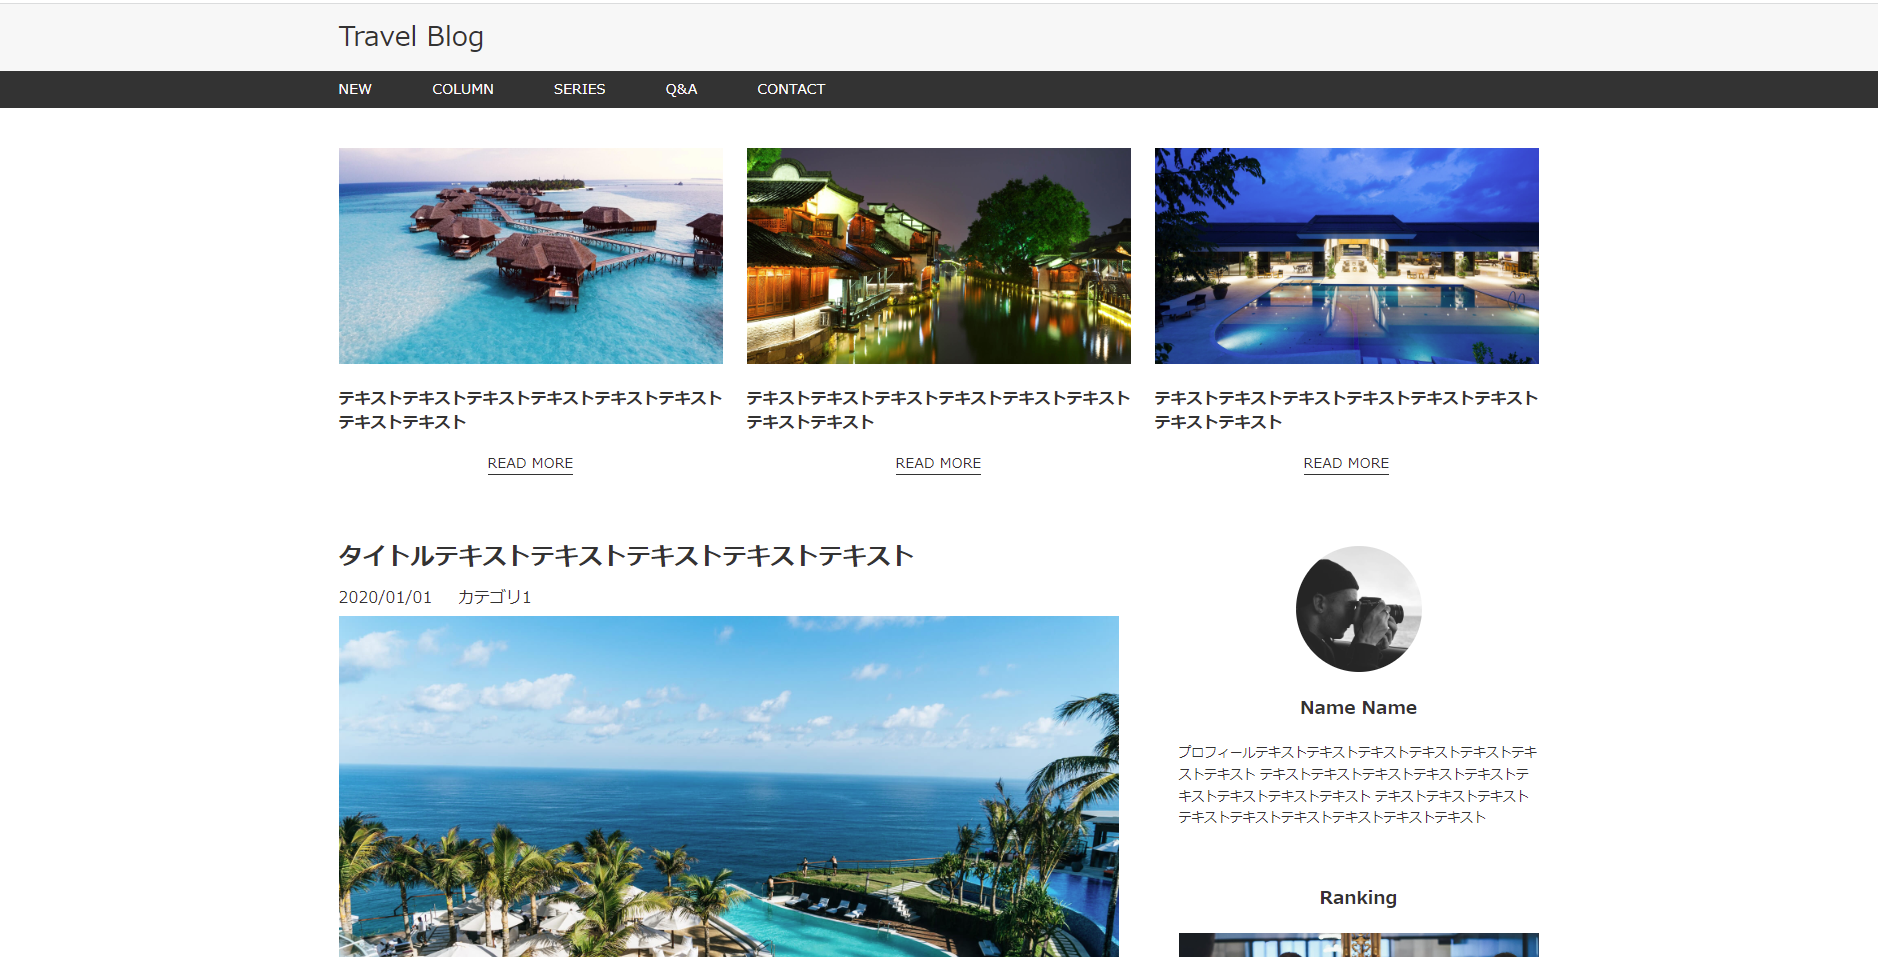 Travel Blog
NEW COLUMN SERIES Q&A CONTACT
テキストテキストテキストテキストテキストテキスト
テキストテキスト
READ MORE
テキストテキストテキストテキストテキストテキスト
テキストテキスト
READ MORE
テキストテキストテキストテキストテキストテキスト
テキストテキスト
READ MORE
タイトルテキストテキストテキストテキストテキスト
2020/01/01 カテゴリ1
Name Name
プロフィールテキストテキストテキストテキストテキストテキ
ストテキスト テキストテキストテキストテキストテキストテ
キストテキストテキストテキスト テキストテキストテキスト
テキストテキストテキストテキストテキストテキスト
Ranking